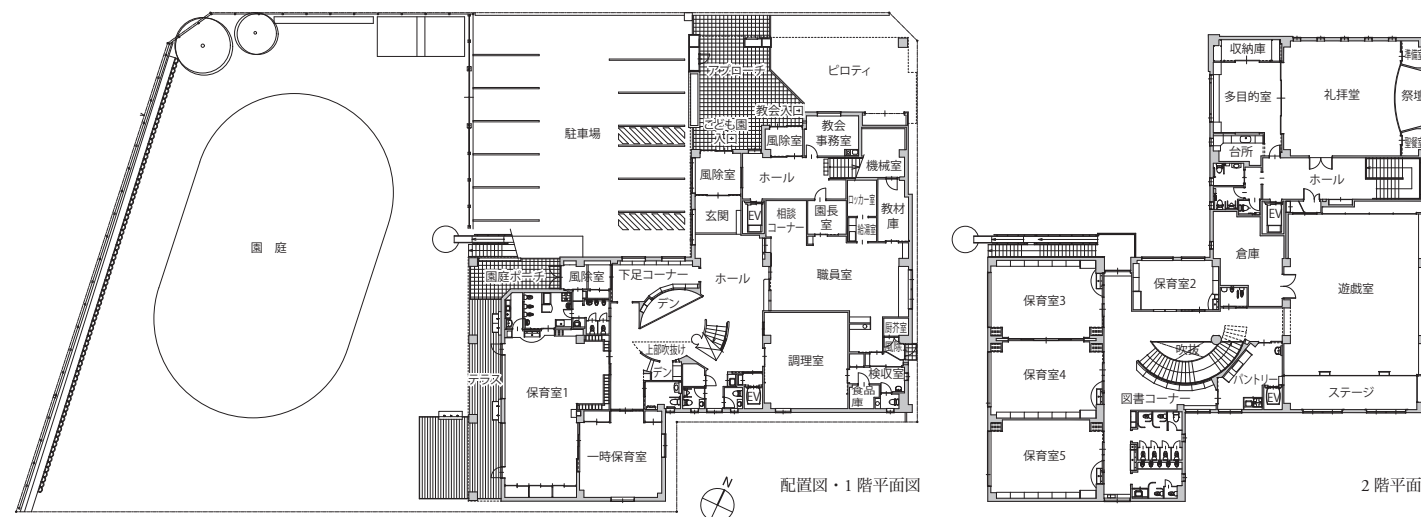 園 庭
駐車場
アプローチ
ピロティ
教会入口
こども園
入口
風除室
教会
事務室
機械室
風除室
ホール
玄関
EV
相談
コーナー
園長
室
ロッカー室
教材
庫
園庭ポーチ
風除室
下足コーナー
ホール
職員室
デン
上部吹抜け
デン
調理室
厨芥室
検収室
食品
庫
EV
テラス
保育室1
一時保育室
N
配置図・1 階平面図
収納庫
多目的室
礼拝堂
準備室
祭壇
台所
ホール
EV
倉庫
遊戯室
保育室2
保育室3
保育室4
保育室5
吹抜
図書コーナー
パントリー
EV
ステージ
2 階平面